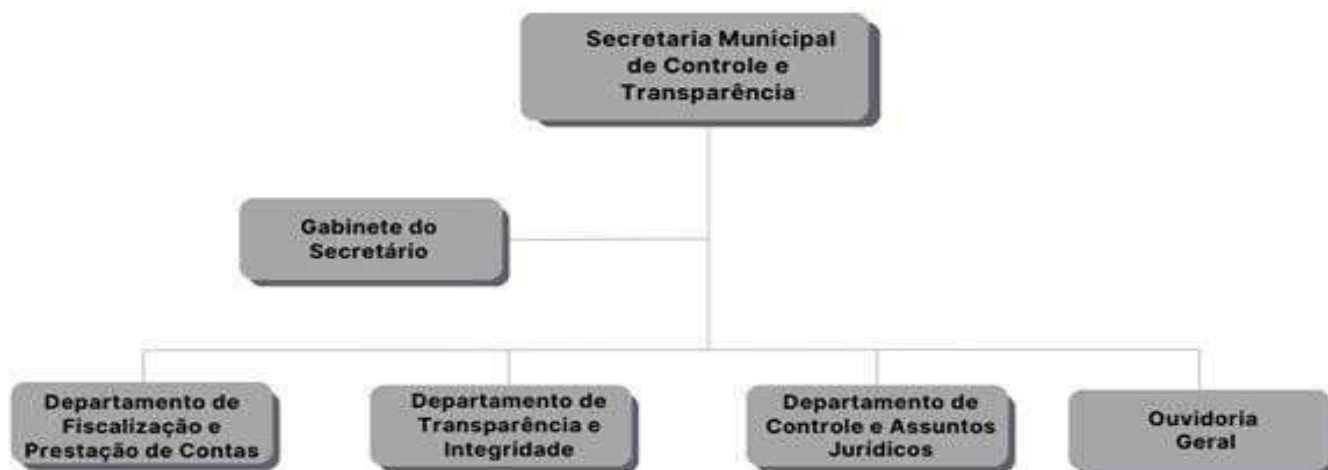 Secretaria Municipal
de Controle e
Transparência
Gabinete do
Secretário
Departamento de
Fiscalização e
Prestação de Contas
Departamento de
Transparência e
Integridade
Departamento de
Controle e Assuntos
Jurídicos
Ouvidoria
Geral